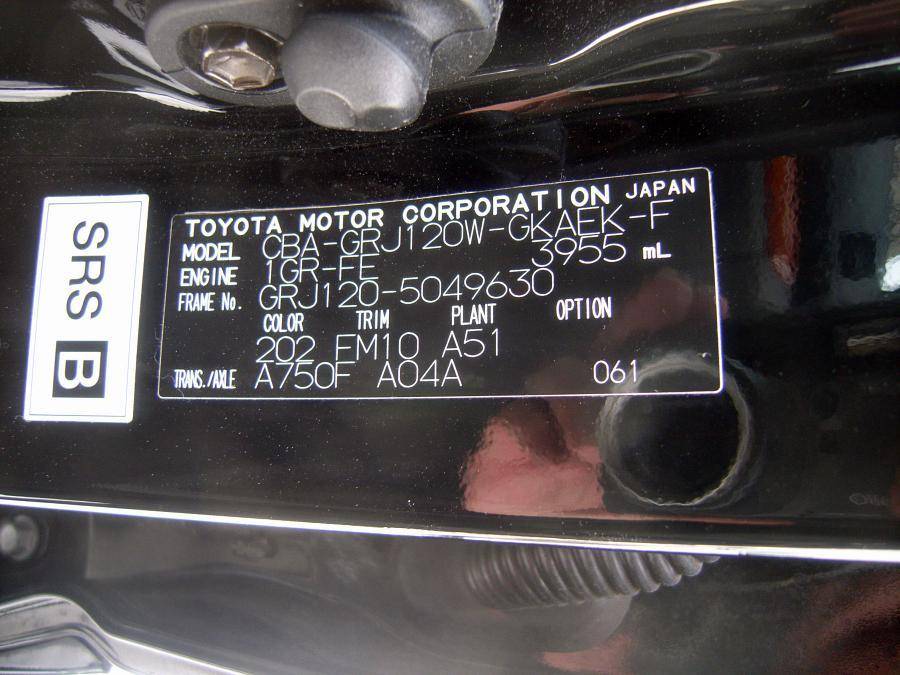 SRS B
TOYOTA MOTOR CORPORATION JAPAN
MODEL CBA-GRJ120W-GKAEK-F
ENGINE 1GR-FE 3955 mL
FRAME No. GRJ120-5049630
COLOR TRIM PLANT OPTION
202 FM10 A51
TRANS./AXLE A750F A04A 061